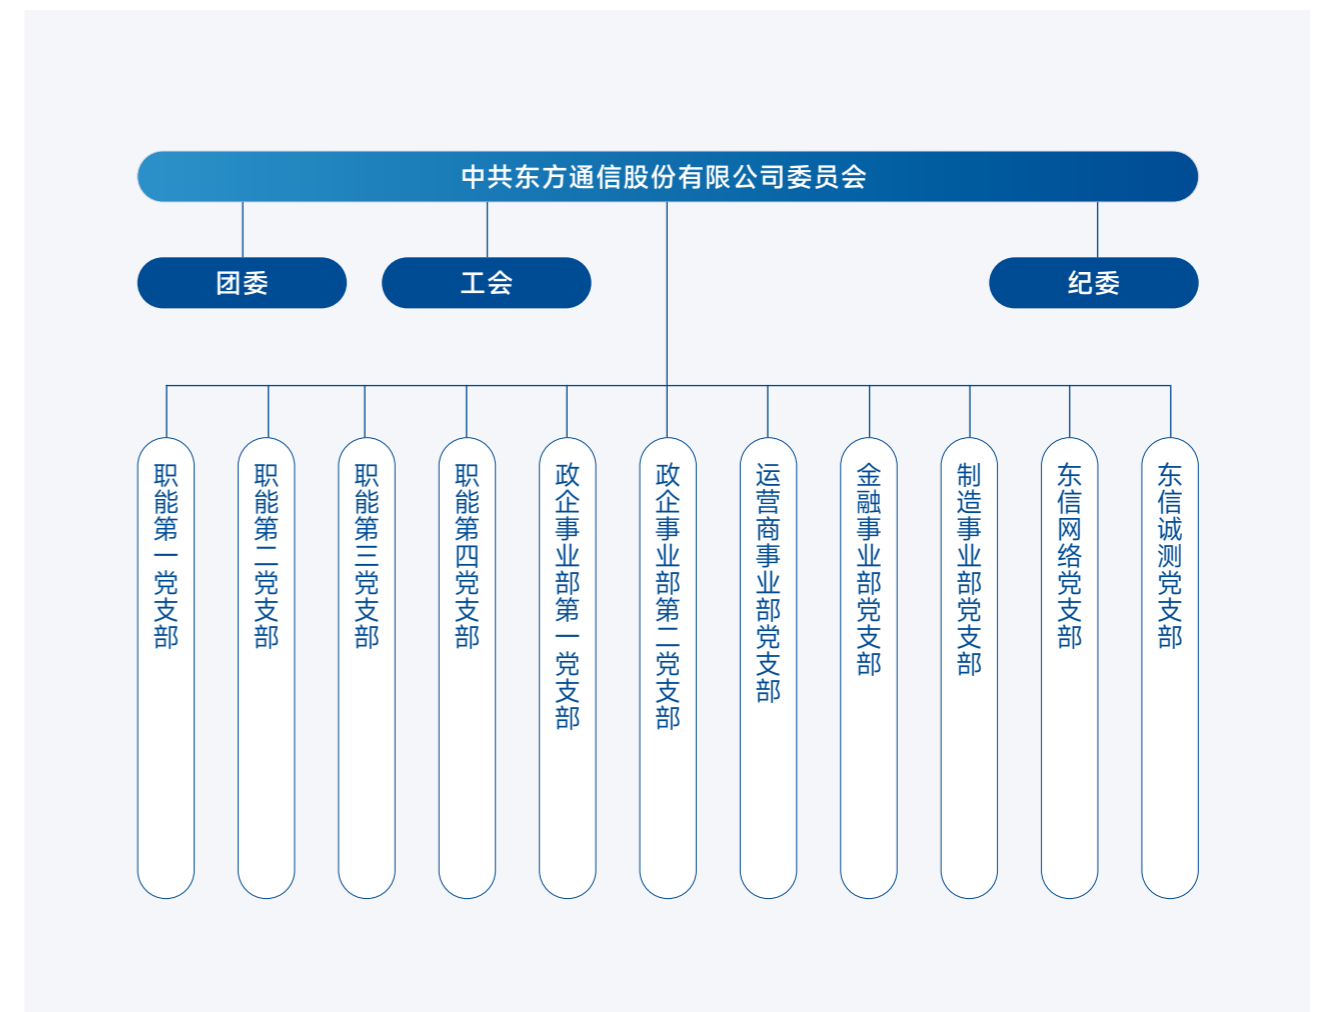 中共东方通信股份有限公司委员会
团委
工会
纪委
职能第一党支部
职能第二党支部
职能第三党支部
职能第四党支部
政企事业部第一党支部
政企事业部第二党支部
运营商事业部党支部
金融事业部党支部
制造事业部党支部
东信网络党支部
东信诚测党支部